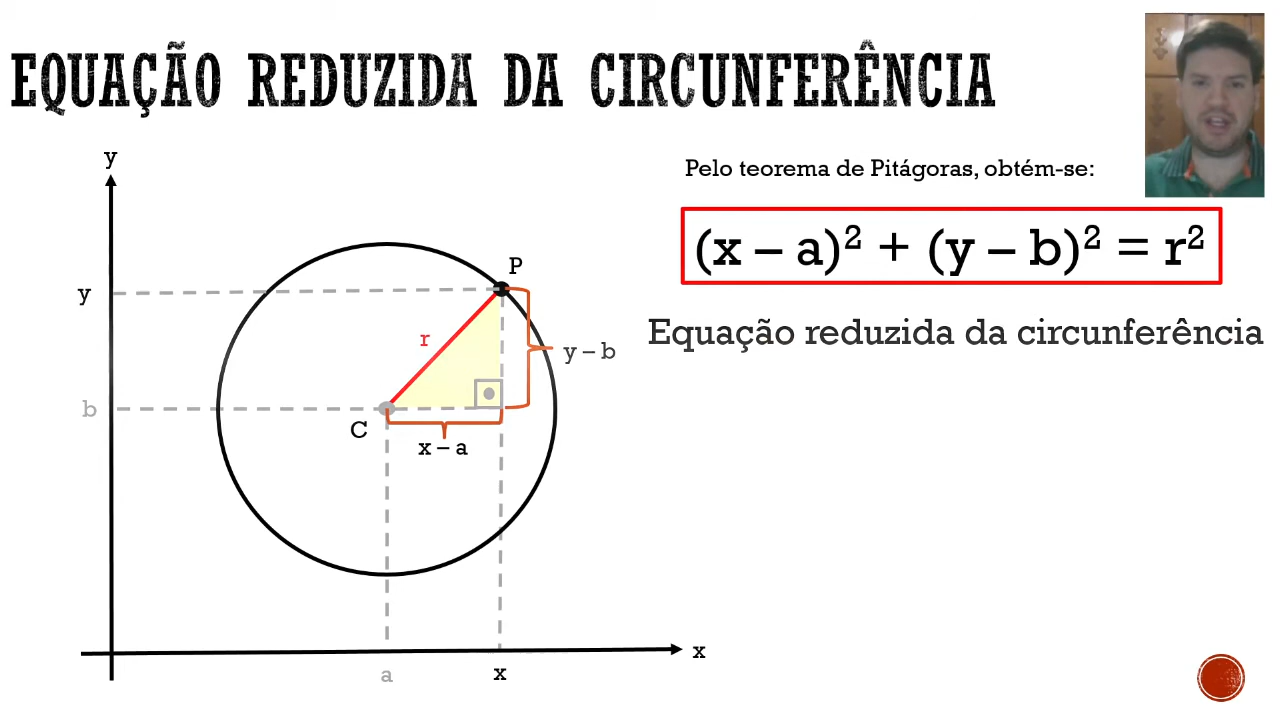 EQUAÇÃO REDUZIDA DA CIRCUNFERÊNCIA
Pelo teorema de Pitágoras, obtém-se:
(x – a)² + (y – b)² = r²
Equação reduzida da circunferência
y
P
y
r
y – b
b
C
x – a
x
a
x